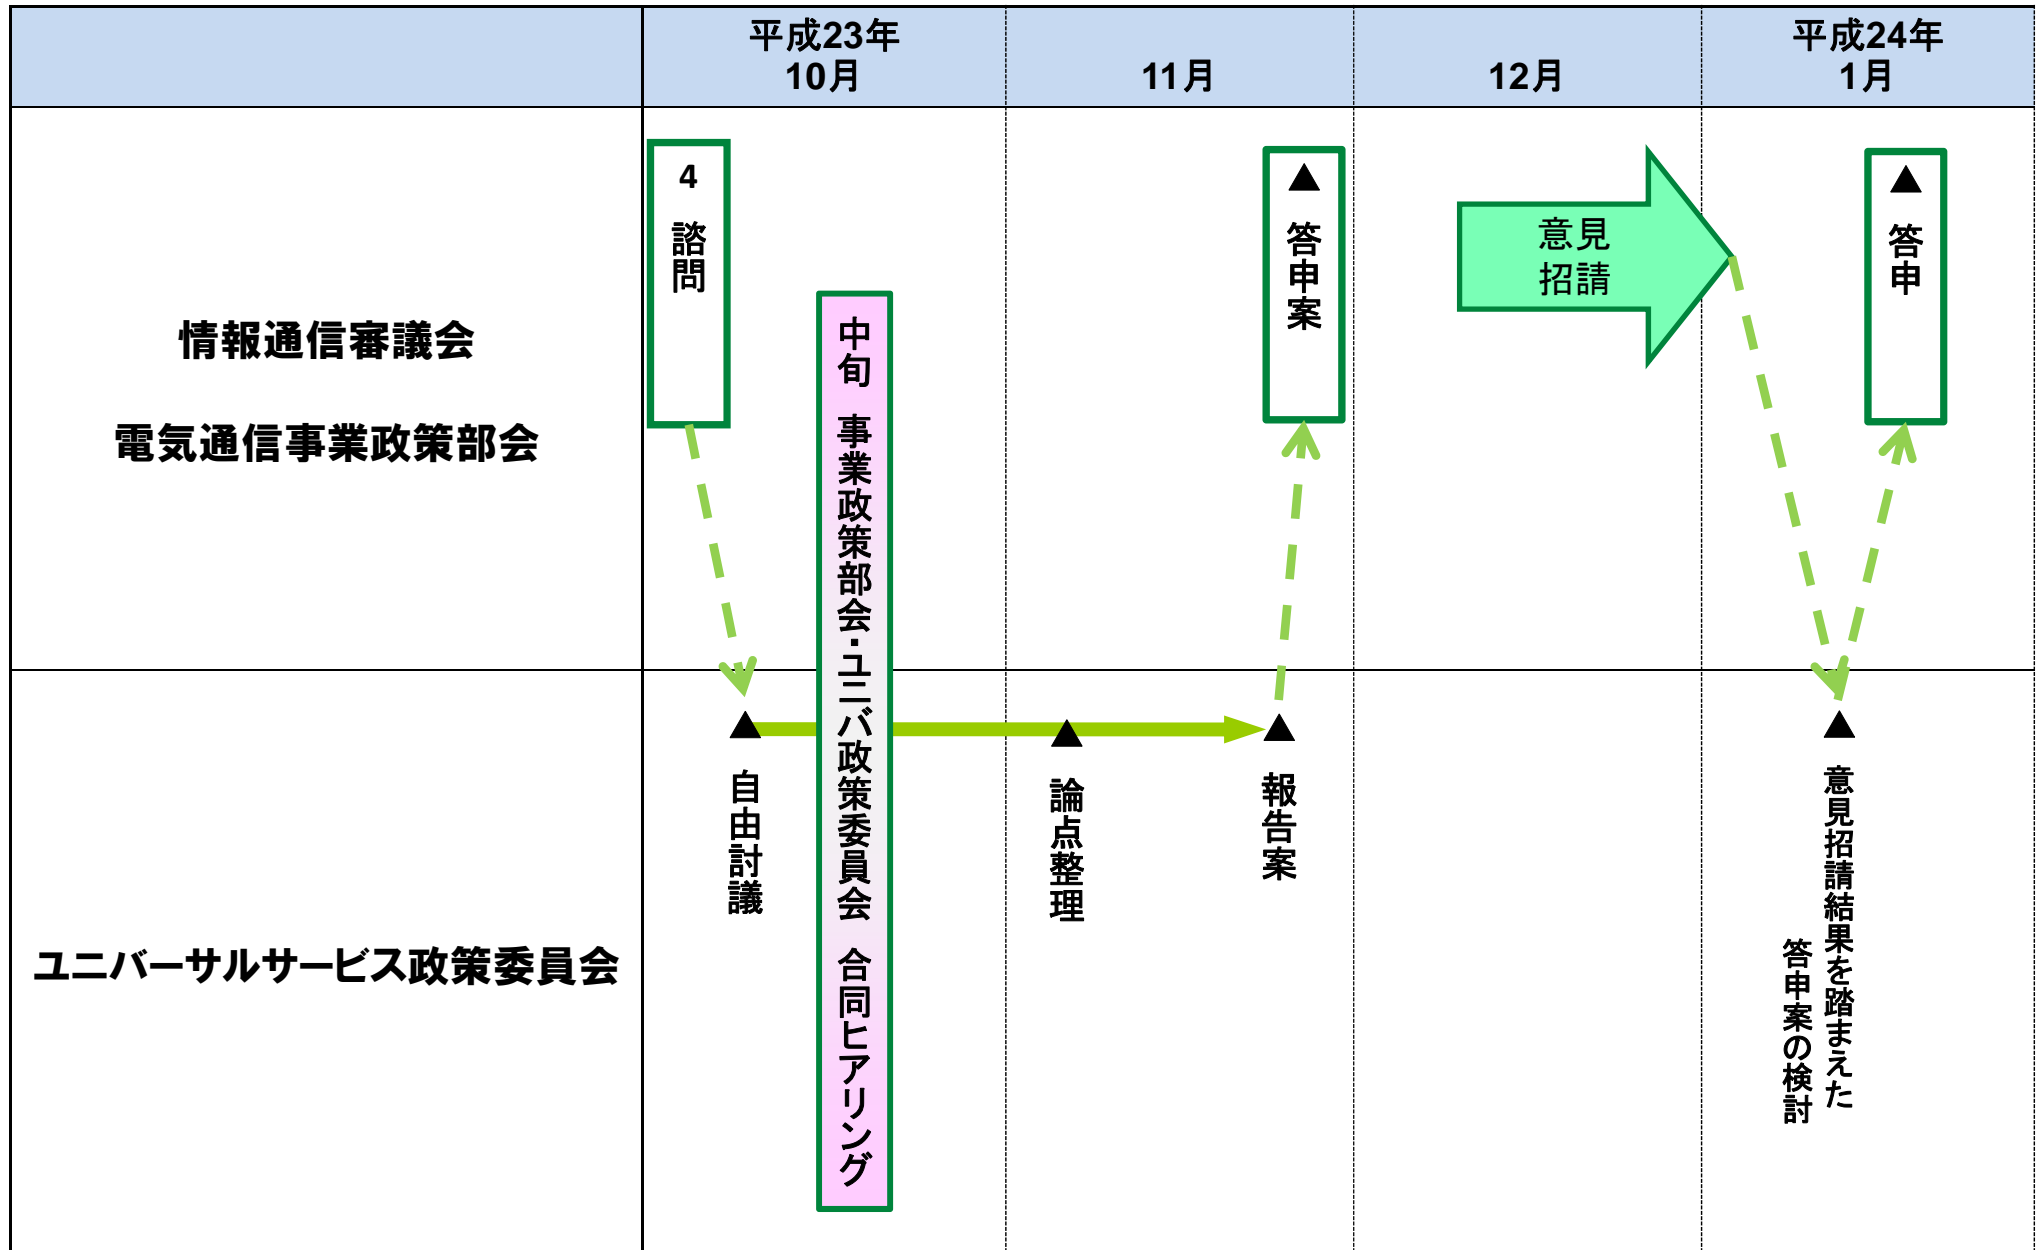 平成23年
10月
11月
12月
平成24年
1月
情報通信審議会
電気通信事業政策部会
4 諮問
中旬 事業政策部会・ユニバ政策委員会 合同ヒアリング
▲ 答申案
意見
招請
▲ 答申
ユニバーサルサービス政策委員会
▲
自由討議
▲
論点整理
▲
報告案
▲
意見招請結果を踏まえた
答申案の検討